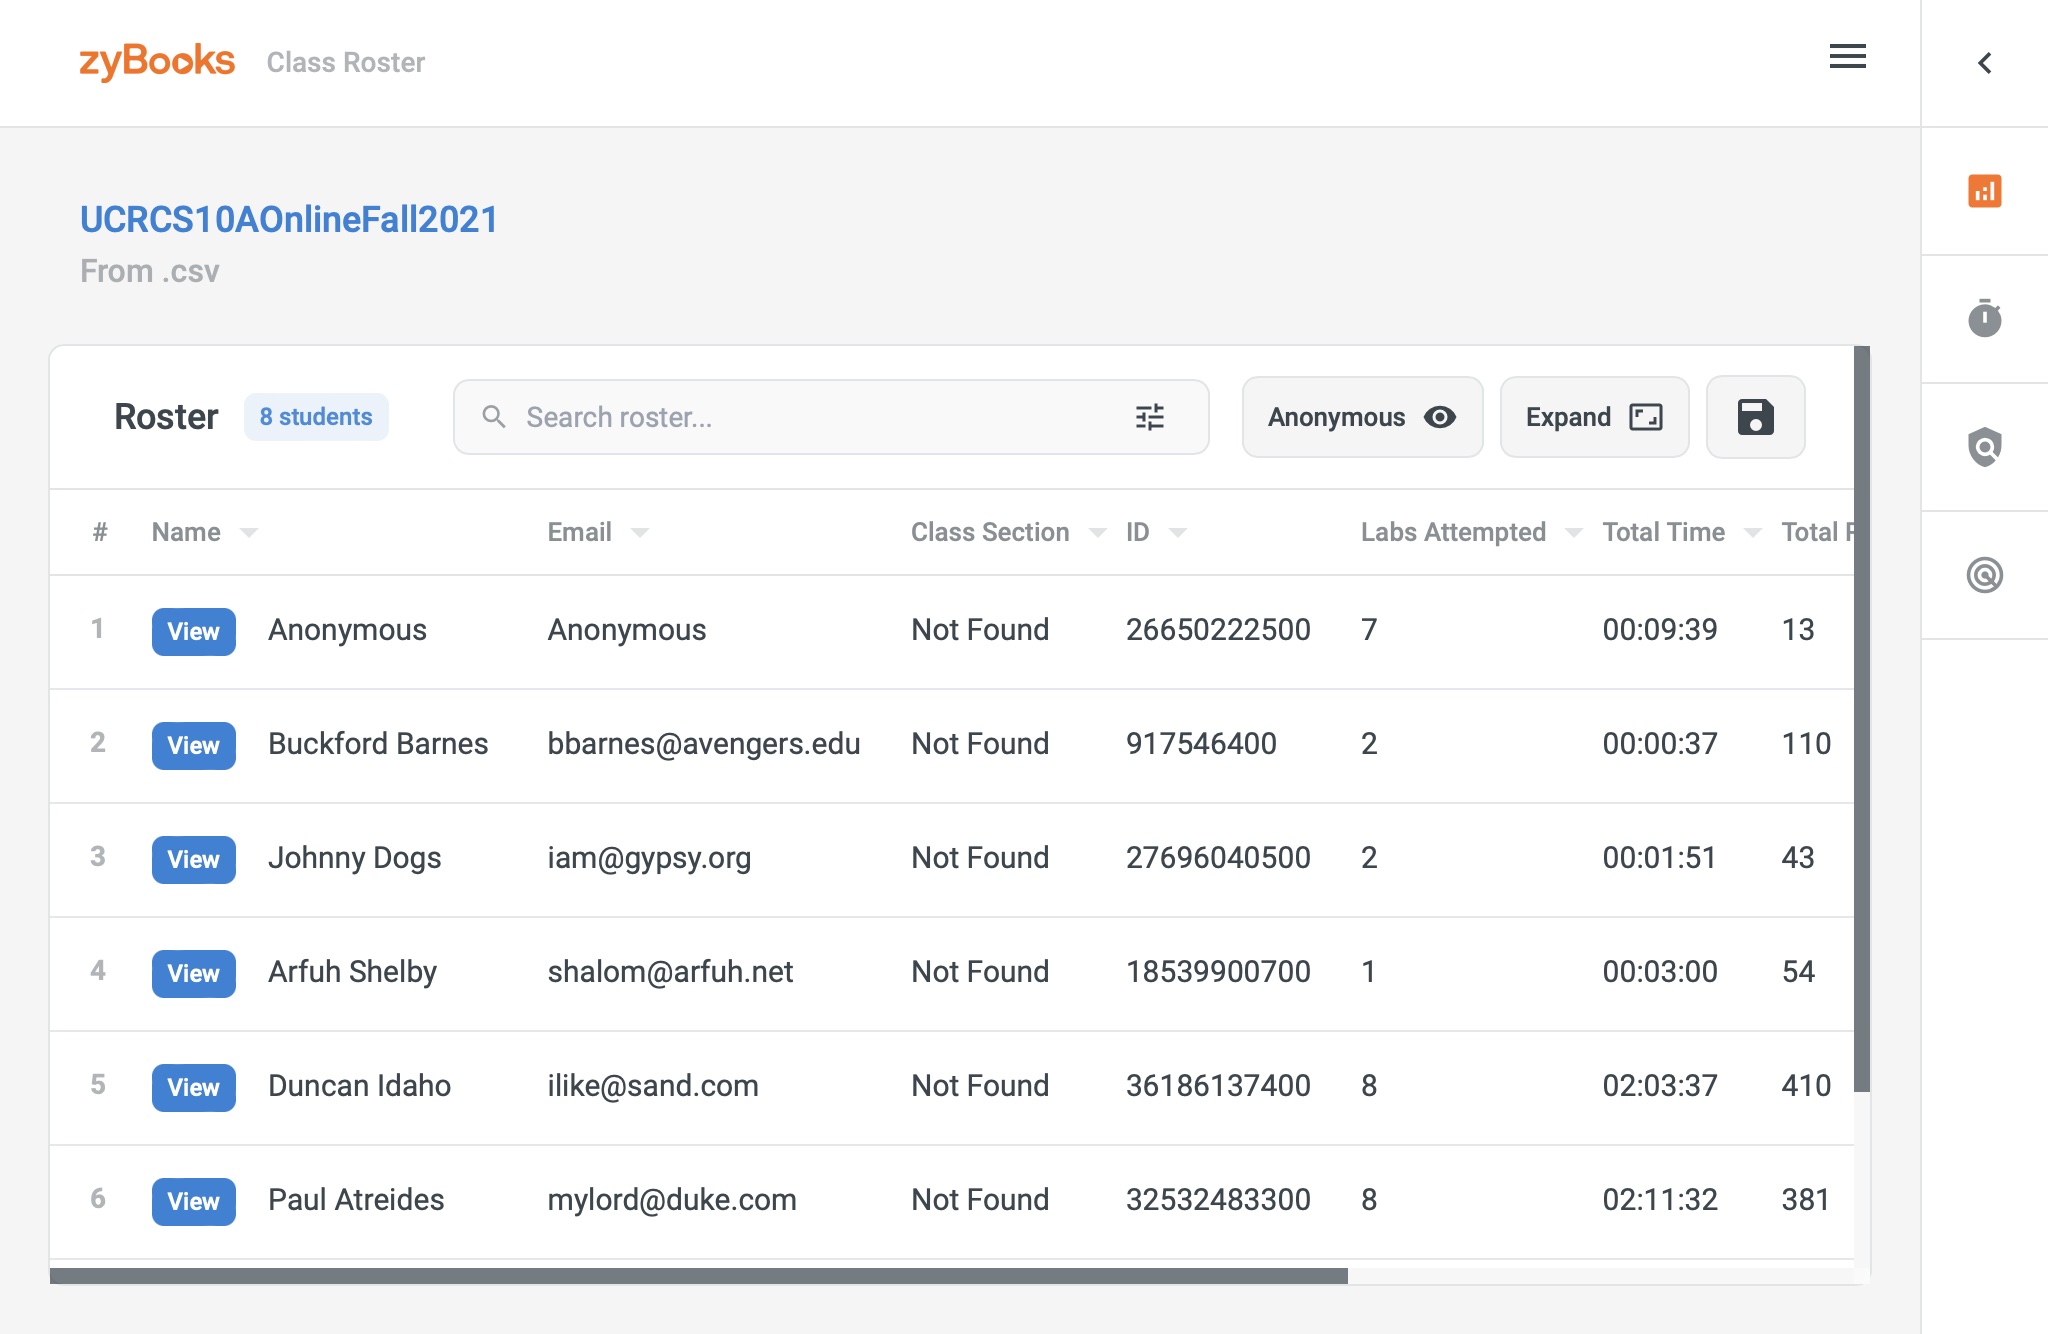 zyBooks Class Roster
UCRCS10AOnlineFall2021
From .csv
Roster 8 students Search roster... Anonymous Expand
# Name Email Class Section ID Labs Attempted Total Time Total
1 View Anonymous Anonymous Not Found 26650222500 7 00:09:39 13
2 View Buckford Barnes bbarnes@avengers.edu Not Found 917546400 2 00:00:37 110
3 View Johnny Dogs iam@gypsy.org Not Found 27696040500 2 00:01:51 43
4 View Arfuh Shelby shalom@arfuh.net Not Found 18539900700 1 00:03:00 54
5 View Duncan Idaho ilike@sand.com Not Found 36186137400 8 02:03:37 410
6 View Paul Atreides mylord@duke.com Not Found 32532483300 8 02:11:32 381